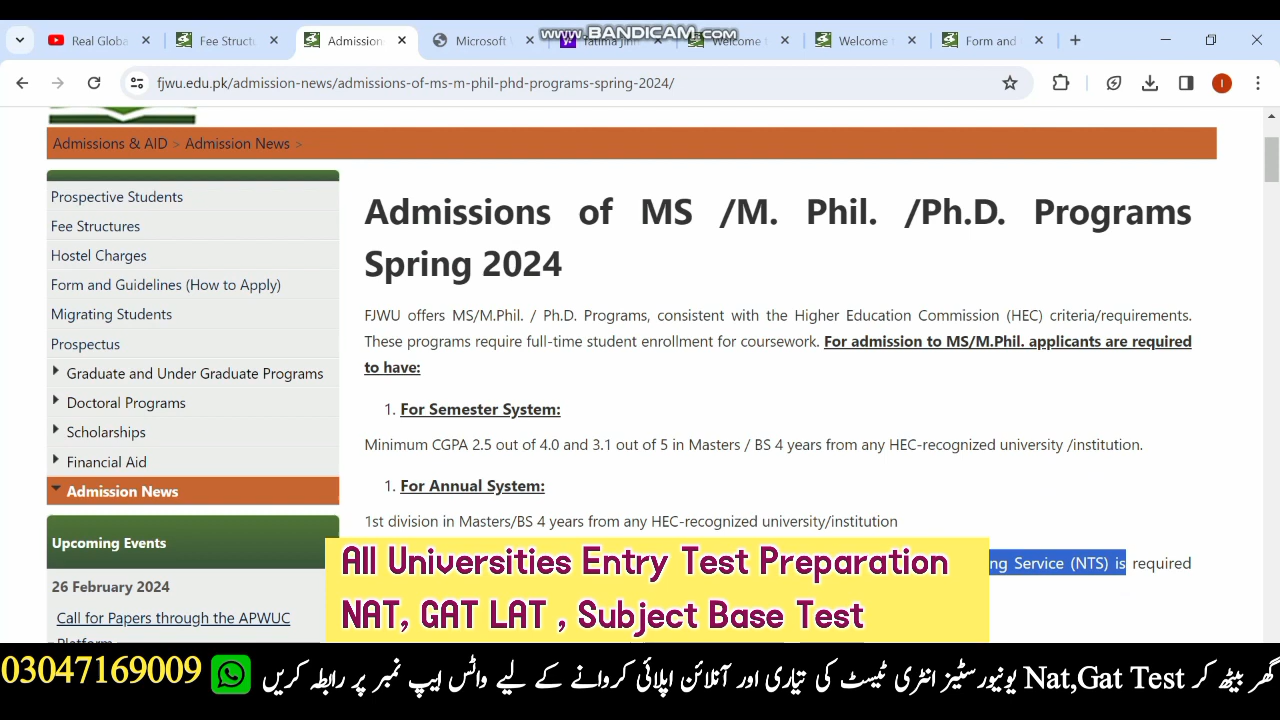 www.BANDICAM.com
Real Globa
Fee Struct
Admission
Microsoft
Welcome
Welcome
Form and
fjwu.edu.pk/admission-news/admissions-of-ms-m-phil-phd-programs-spring-2024/
Admissions & AID > Admission News >
Prospective Students
Fee Structures
Hostel Charges
Form and Guidelines (How to Apply)
Migrating Students
Prospectus
Graduate and Under Graduate Programs
Doctoral Programs
Scholarships
Financial Aid
Admission News
Upcoming Events
26 February 2024
Call for Papers through the APWUC
Platform
Admissions of MS /M. Phil. /Ph.D. Programs
Spring 2024
FJWU offers MS/M.Phil. / Ph.D. Programs, consistent with the Higher Education Commission (HEC) criteria/requirements.
These programs require full-time student enrollment for coursework. For admission to MS/M.Phil. applicants are required
to have:
1. For Semester System:
Minimum CGPA 2.5 out of 4.0 and 3.1 out of 5 in Masters / BS 4 years from any HEC-recognized university /institution.
1. For Annual System:
1st division in Masters/BS 4 years from any HEC-recognized university/institution
ng Service (NTS) is required
All Universities Entry Test Preparation
NAT, GAT LAT , Subject Base Test
گھر بیٹھ کر Nat,Gat Test یونیورسٹیز انٹری ٹیسٹ کی تیاری اور آنلائن اپلائی کروانے کے لیے واٹس ایپ نمبر پر رابطہ کریں 03047169009